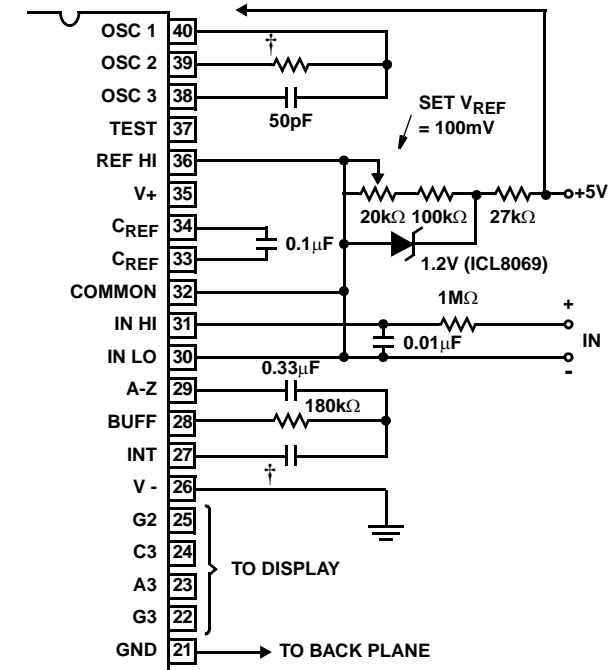 OSC 1 40
†
OSC 2 39
OSC 3 38
50pF
TEST 37
SET VREF
= 100mV
REF HI 36
V+ 35
+5V
20kΩ 100kΩ 27kΩ
CREF 34
0.1µF
CREF 33
1.2V (ICL8069)
COMMON 32
1MΩ
IN HI 31
+
0.01µF
IN
IN LO 30
-
0.33µF
A-Z 29
180kΩ
BUFF 28
INT 27
†
V - 26
G2 25
C3 24
TO DISPLAY
A3 23
G3 22
GND 21 TO BACK PLANE